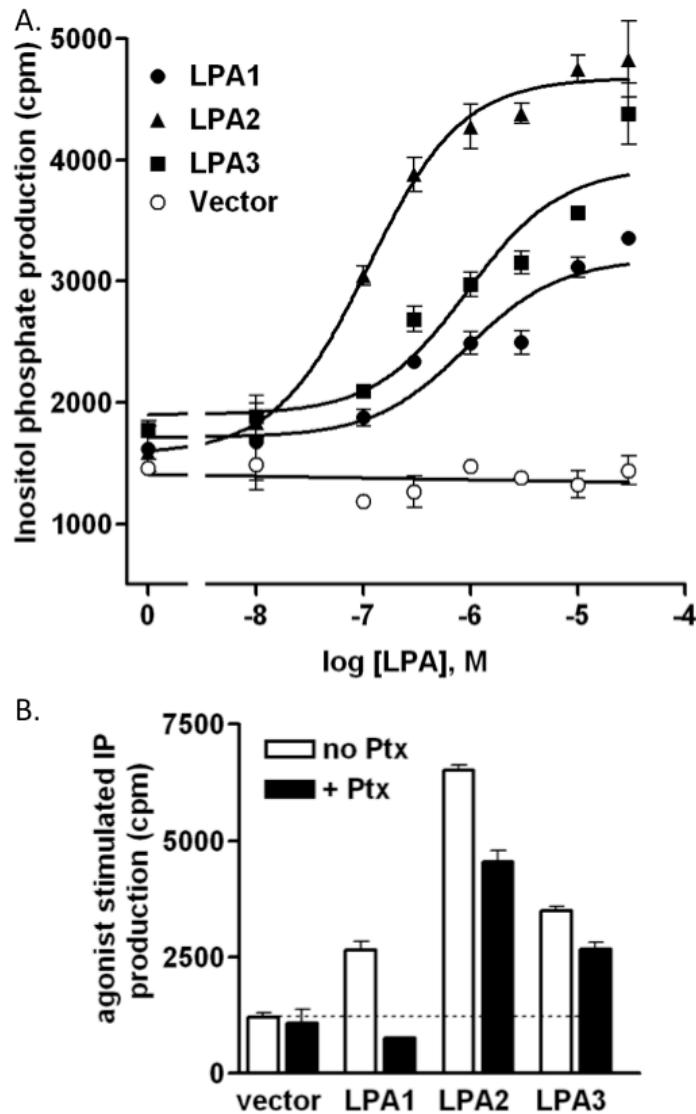 A.
Inositol phosphate production (cpm)
5000
4000
3000
2000
1000
LPA1
LPA2
LPA3
Vector
0 -8 -7 -6 -5 -4
log [LPA], M
B.
agonist stimulated IP
production (cpm)
7500
5000
2500
0
no Ptx
+ Ptx
vector LPA1 LPA2 LPA3